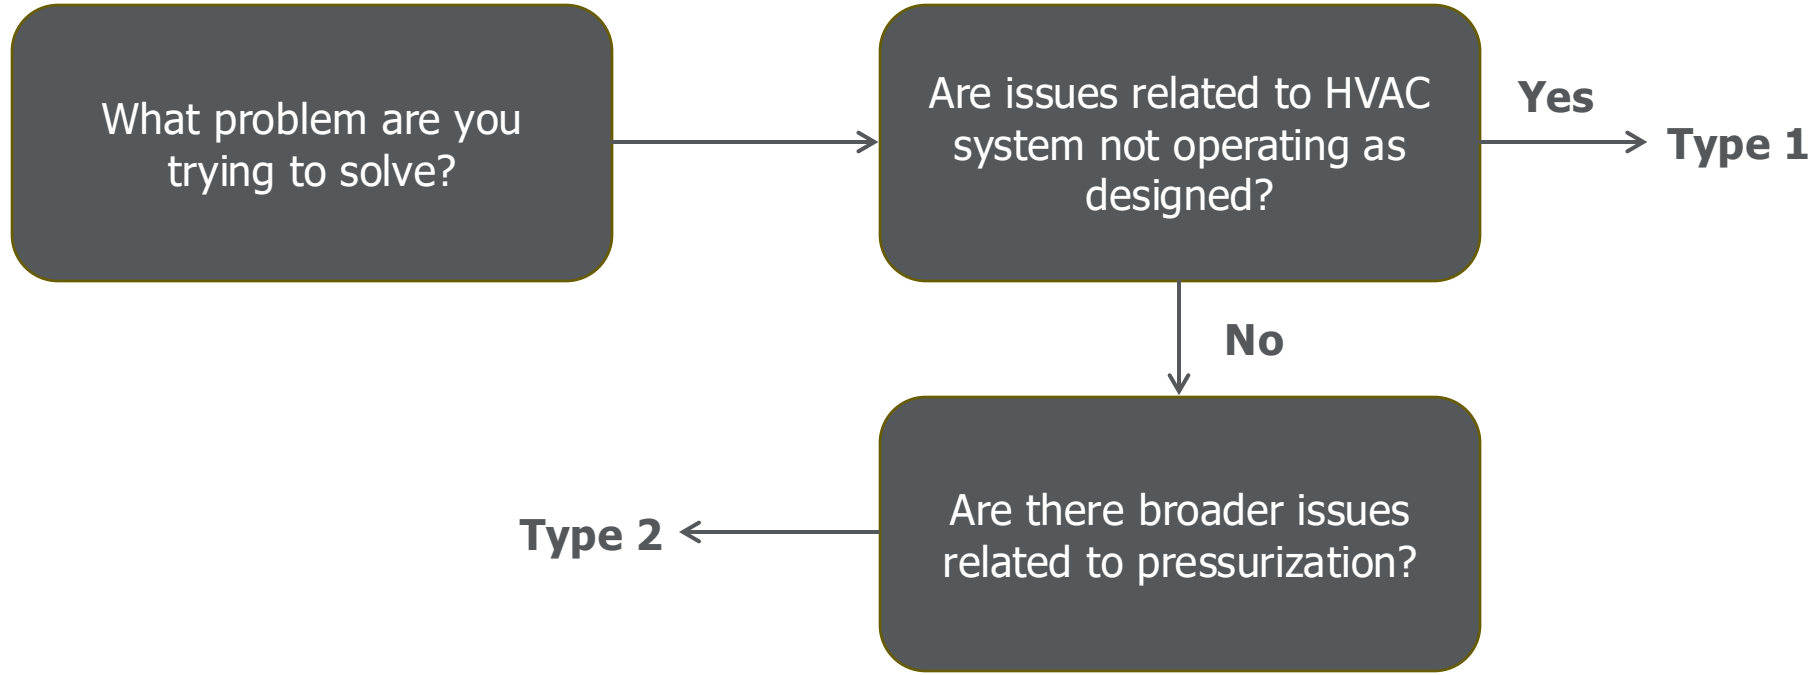 What problem are you
trying to solve?
Are issues related to HVAC
system not operating as
designed?
Yes
Type 1
No
Are there broader issues
related to pressurization?
Type 2